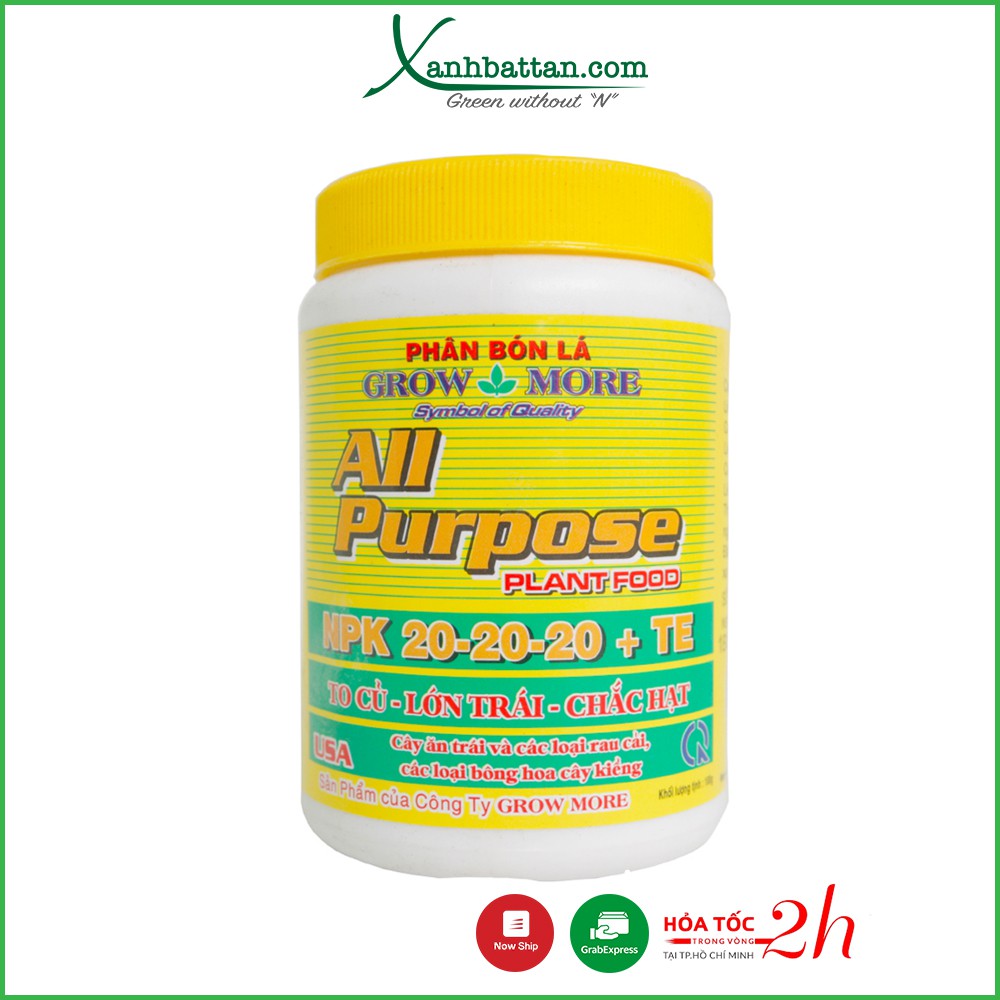 Xanhbattan.com
Green without "N"
PHÂN BÓN LÁ
GROW MORE
Symbol of Quality
All
Purpose
PLANT FOOD
NPK 20-20-20 + TE
TO CỦ - LỚN TRÁI - CHẮC HẠT
USA
Cây ăn trái và các loại rau cải,
các loại bông hoa cây kiểng
Sản Phẩm của Công Ty GROW MORE
Khối lượng tịnh:
Now Ship
GrabExpress
HỎA TỐC
TRONG VÒNG
TẠI TP.HỒ CHÍ MINH
2h